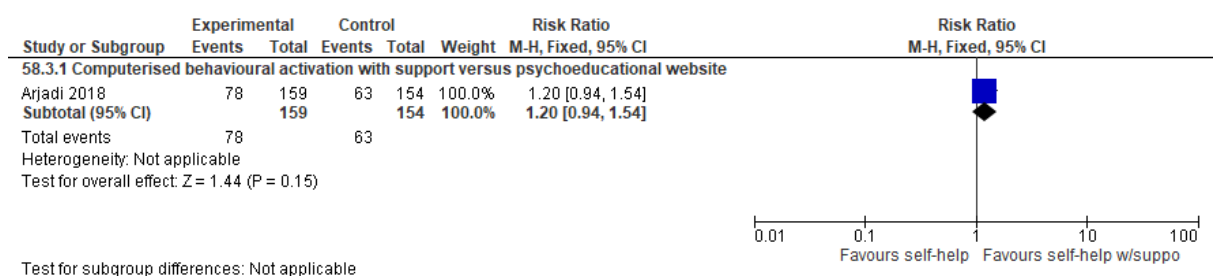 Experimental Control Risk Ratio Risk Ratio
Study or Subgroup Events Total Events Total Weight M-H, Fixed, 95% CI M-H, Fixed, 95% CI
58.3.1 Computerised behavioural activation with support versus psychoeducational website
Arjadi 2018 78 159 63 154 100.0% 1.20 [0.94, 1.54]
Subtotal (95% CI) 159 154 100.0% 1.20 [0.94, 1.54]
Total events 78 63
Heterogeneity: Not applicable
Test for overall effect: Z = 1.44 (P = 0.15)
0.01 0.1 1 10 100
Favours self-help Favours self-help w/suppo
Test for subgroup differences: Not applicable